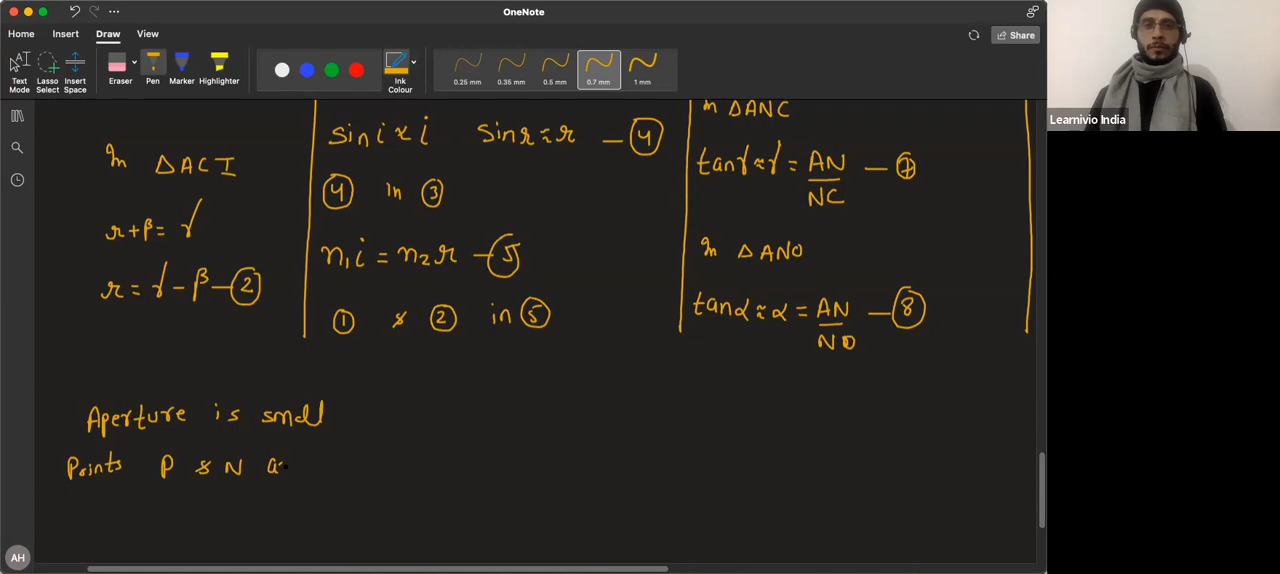 OneNote
Home Insert Draw View
Share
Text Mode
Lasso Select
Insert Space
Eraser
Pen
Marker
Highlighter
Ink Colour
0.25 mm 0.35 mm 0.5 mm 0.7 mm 1 mm
Learnivio India
In ΔACI
r+β=γ
r=γ-β—②
sin i≈i sin r≈r —④
④ in ③
n₁i=n₂r —⑤
① & ② in ⑤
In ΔANC
tanγ≈γ=AN/NC —⑦
In ΔANO
tanα≈α=AN/NO —⑧
Aperture is small
Points P & N a
AH